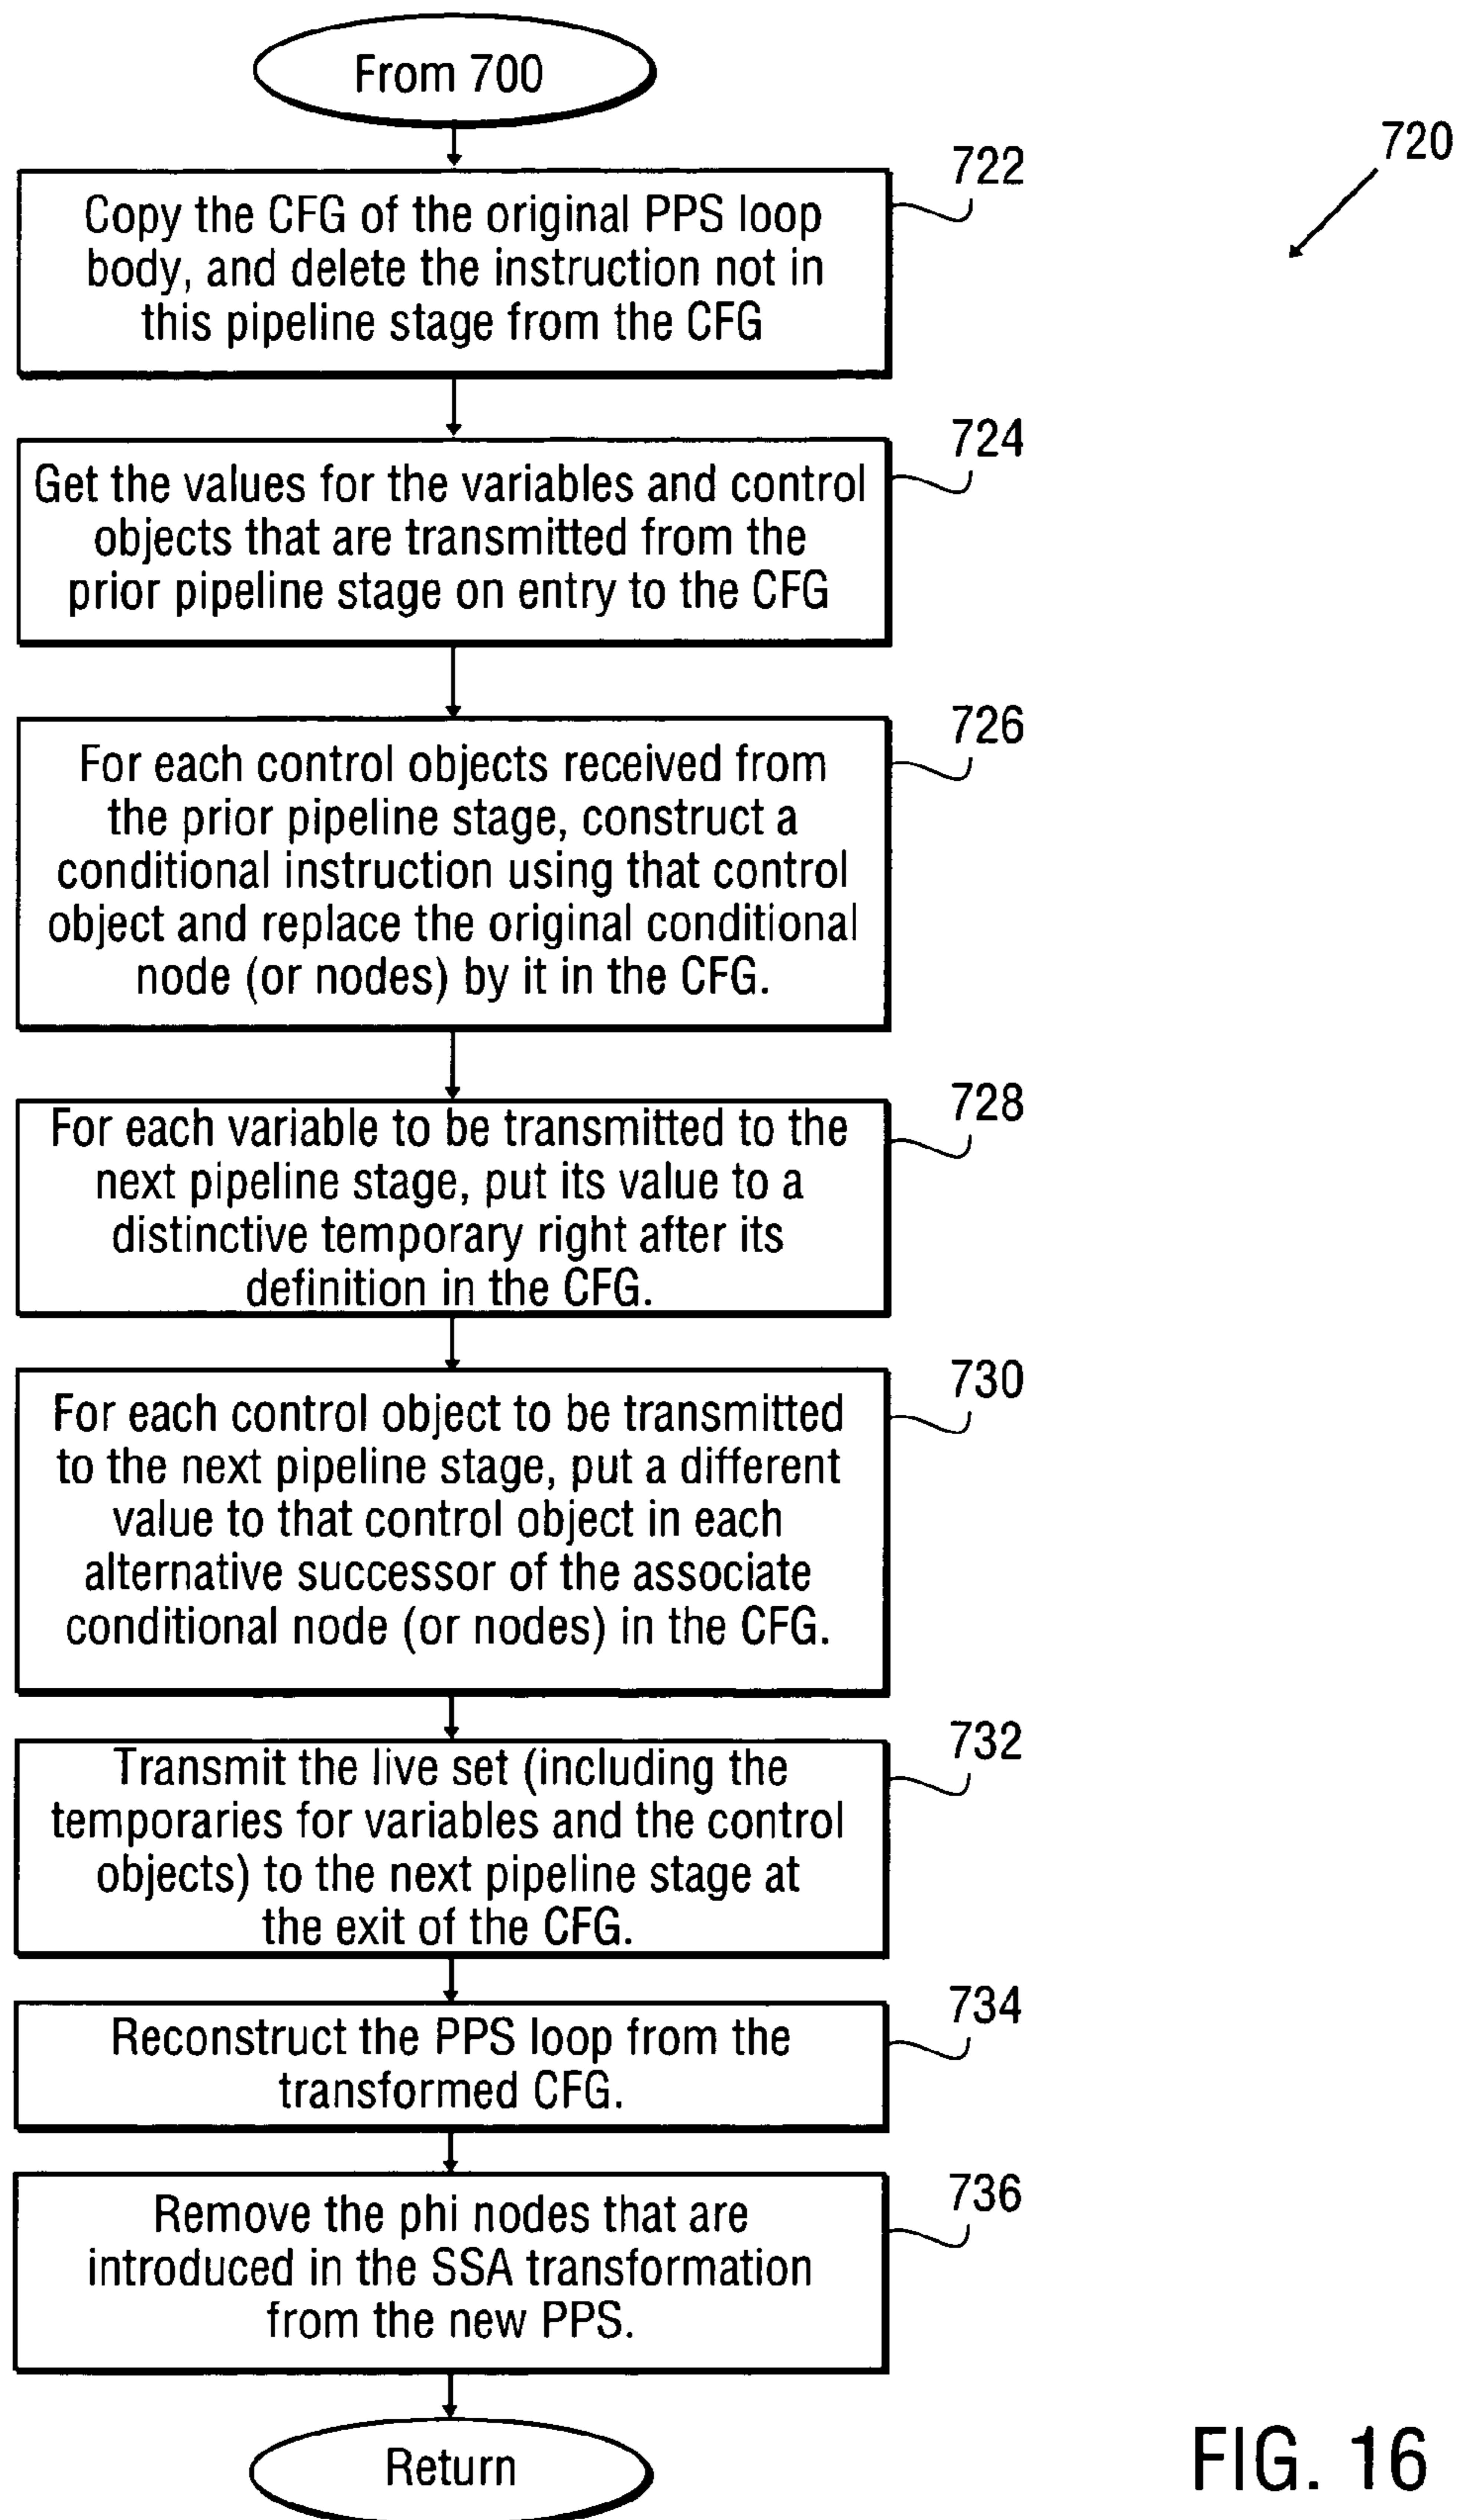 From 700
720
722
Copy the CFG of the original PPS loop
body, and delete the instruction not in
this pipeline stage from the CFG
724
Get the values for the variables and control
objects that are transmitted from the
prior pipeline stage on entry to the CFG
726
For each control objects received from
the prior pipeline stage, construct a
conditional instruction using that control
object and replace the original conditional
node (or nodes) by it in the CFG.
728
For each variable to be transmitted to the
next pipeline stage, put its value to a
distinctive temporary right after its
definition in the CFG.
730
For each control object to be transmitted
to the next pipeline stage, put a different
value to that control object in each
alternative successor of the associate
conditional node (or nodes) in the CFG.
732
Transmit the live set (including the
temporaries for variables and the control
objects) to the next pipeline stage at
the exit of the CFG.
734
Reconstruct the PPS loop from the
transformed CFG.
736
Remove the phi nodes that are
introduced in the SSA transformation
from the new PPS.
Return
FIG. 16